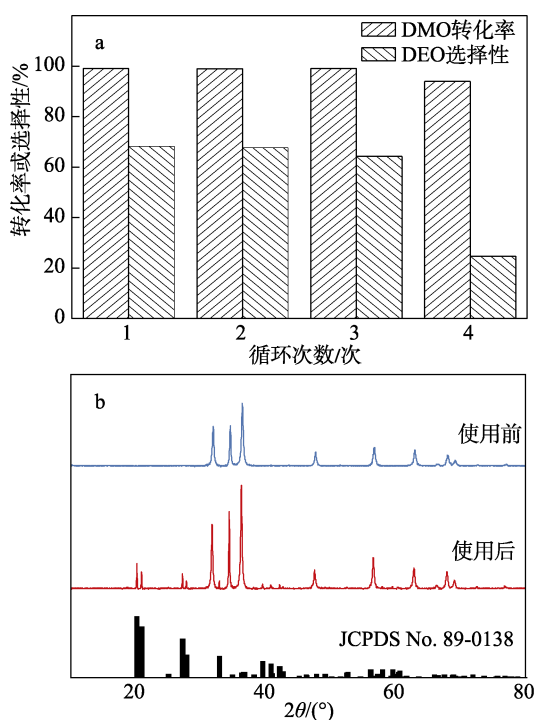 a
DMO转化率
DEO选择性
转化率或选择性/%
100
80
60
40
20
0
1 2 3 4
循环次数/次
b
使用前
使用后
JCPDS No. 89-0138
20 40 60 80
2θ/(°)